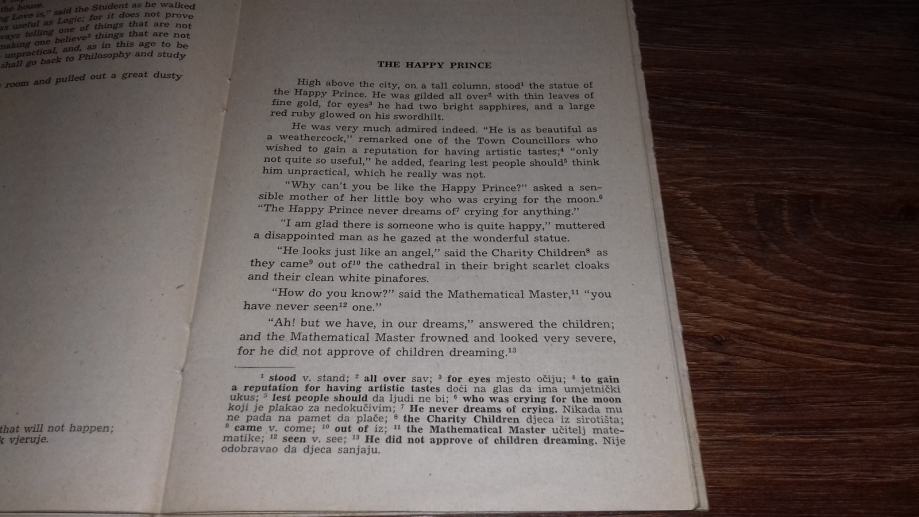 the house.
Love is," said the Student as he walked
as useful as Logic; for it does not prove
always telling one of things that are not
making one believe³ things that are not
unpractical, and, as in this age to be
shall go back to Philosophy and study
room and pulled out a great dusty
that will not happen;
vjeruje.
THE HAPPY PRINCE
High above the city, on a tall column, stood¹ the statue of
the Happy Prince. He was gilded all over² with thin leaves of
fine gold, for eyes³ he had two bright sapphires, and a large
red ruby glowed on his swordhilt.
He was very much admired indeed. "He is as beautiful as
a weathercock," remarked one of the Town Councillors who
wished to gain a reputation for having artistic tastes;⁴ "only
not quite so useful," he added, fearing lest people should⁵ think
him unpractical, which he really was not.
"Why can't you be like the Happy Prince?" asked a sen-
sible mother of her little boy who was crying for the moon.⁶
"The Happy Prince never dreams of⁷ crying for anything."
"I am glad there is someone who is quite happy," muttered
a disappointed man as he gazed at the wonderful statue.
"He looks just like an angel," said the Charity Children⁸ as
they came⁹ out of¹⁰ the cathedral in their bright scarlet cloaks
and their clean white pinafores.
"How do you know?" said the Mathematical Master,¹¹ "you
have never seen¹² one."
"Ah! but we have, in our dreams," answered the children;
and the Mathematical Master frowned and looked very severe,
for he did not approve of children dreaming.¹³
¹ stood v. stand; ² all over sav; ³ for eyes mjesto očiju; ⁴ to gain
a reputation for having artistic tastes doći na glas da ima umjetnički
ukus; ⁵ lest people should da ljudi ne bi; ⁶ who was crying for the moon
koji je plakao za nedokučivim; ⁷ He never dreams of crying. Nikada mu
ne pada na pamet da plače; ⁸ the Charity Children djeca iz sirotišta;
⁹ came v. come; ¹⁰ out of iz; ¹¹ the Mathematical Master učitelj mate-
matike; ¹² seen v. see; ¹³ He did not approve of children dreaming. Nije
odobravao da djeca sanjaju.